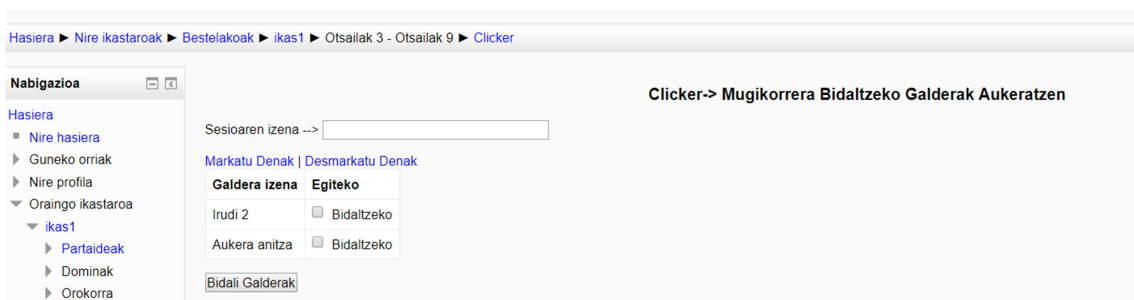 Hasiera ► Nire ikastaroak ► Bestelakoak ► ikas1 ► Otsailak 3 - Otsailak 9 ► Clicker
Nabigazioa
Hasiera
Nire hasiera
Guneko orriak
Nire profila
Oraingo ikastaroa
ikas1
Partaideak
Dominak
Orokorra
Clicker-> Mugikorrera Bidaltzeko Galderak Aukeratzen
Sesioaren izena -->
Markatu Denak | Desmarkatu Denak
Galdera izena Egiteko
Irudi 2 Bidaltzeko
Aukera anitza Bidaltzeko
Bidali Galderak